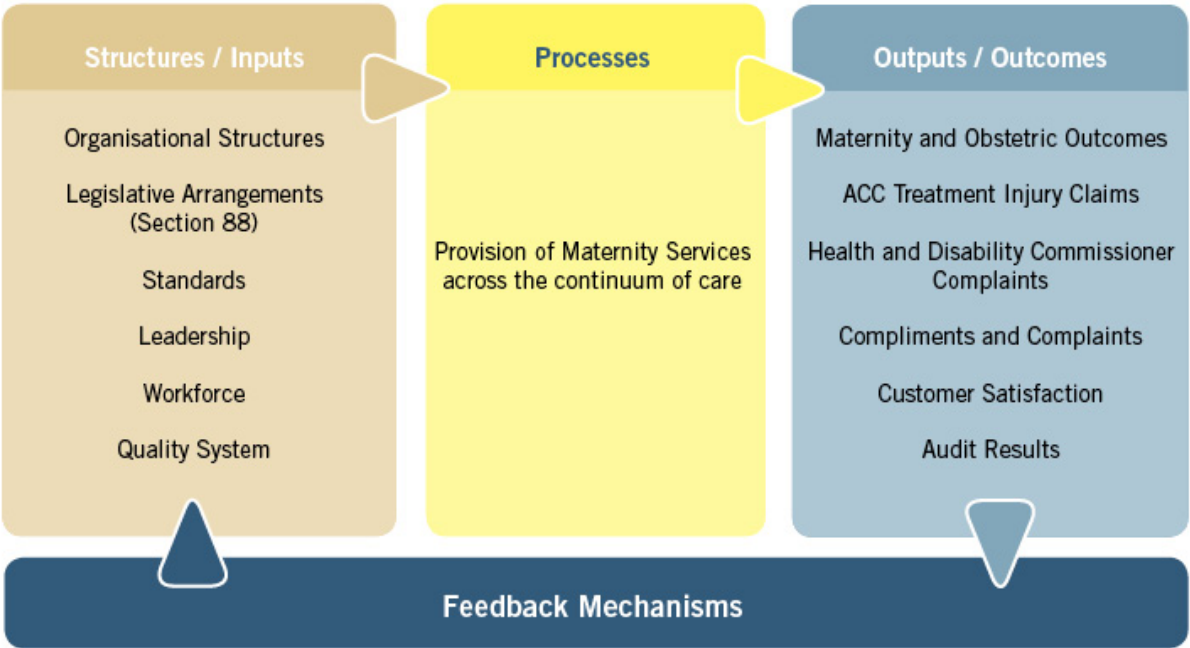 Structures / Inputs
Organisational Structures
Legislative Arrangements
(Section 88)
Standards
Leadership
Workforce
Quality System
Processes
Provision of Maternity Services
across the continuum of care
Outputs / Outcomes
Maternity and Obstetric Outcomes
ACC Treatment Injury Claims
Health and Disability Commissioner
Complaints
Compliments and Complaints
Customer Satisfaction
Audit Results
Feedback Mechanisms